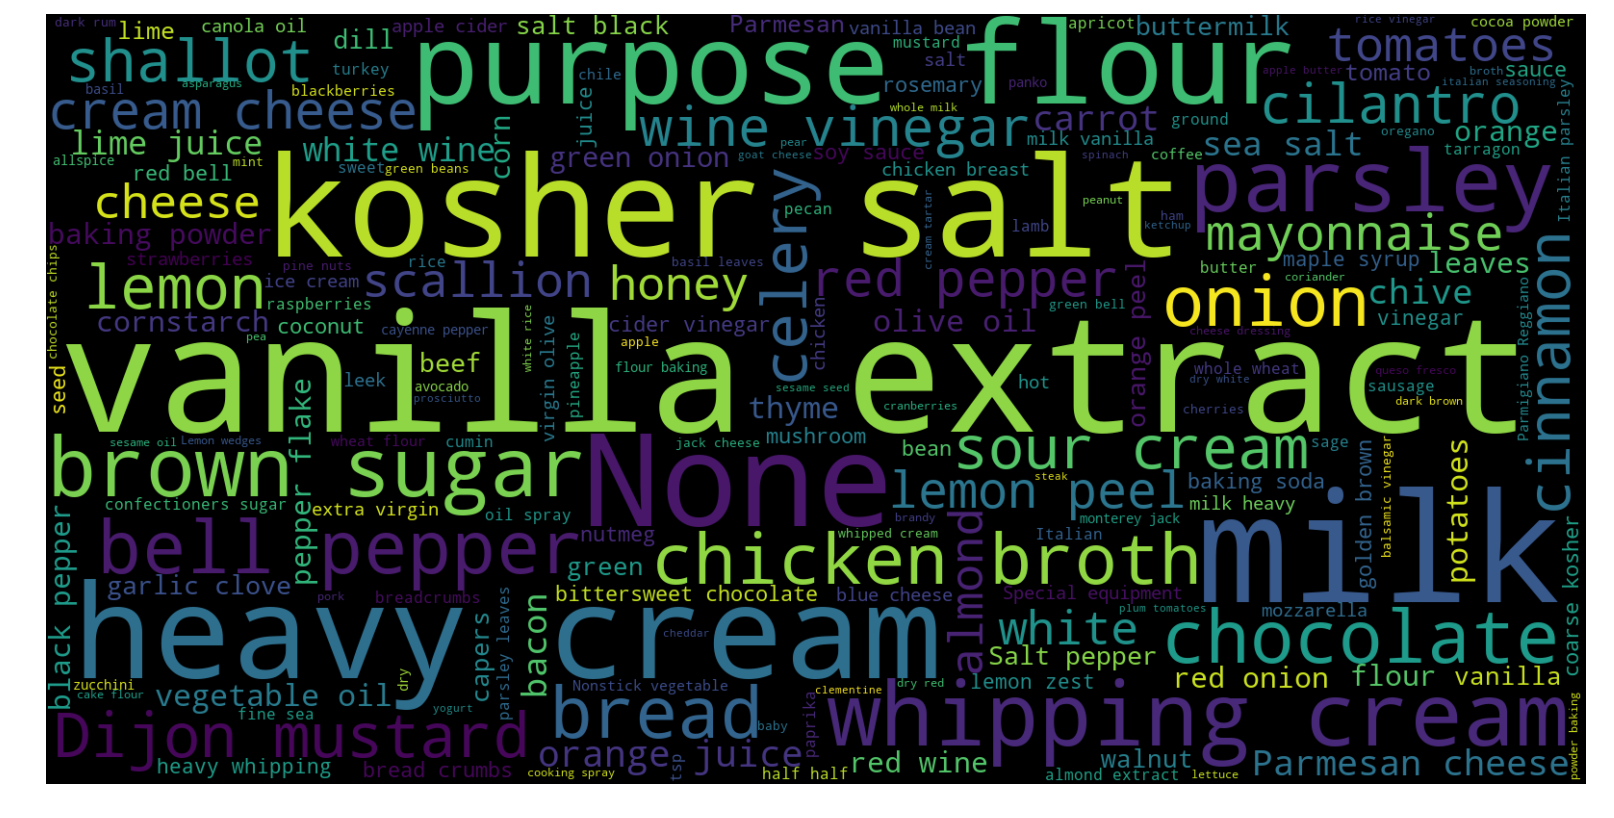 dark rum
lime
canola oil
apple cider
salt black
Parmesan
vanilla bean
apricot
buttermilk
rice vinegar
cocoa powder
shallot
dill
turkey
purpose flour
mustard
salt
tomatoes
asparagus
basil
blackberries
chile
juice
rosemary
panko
apple butter
tomato
broth
sauce
italian seasoning
cream cheese
corn
whole milk
wine vinegar
carrot
ground
cilantro
oregano
orange
Italian parsley
lime juice
white wine
green onion
pear
goat cheese
soy sauce
milk vanilla
sea salt
tarragon
allspice
mint
red bell
sweet
green beans
chicken breast
spinach
coffee
cheese
kosher salt
celery
pecan
peanut
parsley
lamb
ham
ketchup
cream tartar
baking powder
mayonnaise
strawberries
pine nuts
rice
basil leaves
seed
chocolate chips
lemon
ice cream
scallion
honey
red pepper
orange peel
butter
maple syrup
coriander
leaves
raspberries
green bell
onion
chive
cinnamon
cornstarch
coconut
cayenne pepper
white rice
virgin olive
cider vinegar
chicken
olive oil
vinegar
cheese dressing
Parmigiano Reggiano
pea
beef
pineapple
apple
vanilla extract
flour baking
leek
avocado
prosciutto
sesame seed
hot
whole wheat
dry white
queso fresco
sausage
dark brown
cranberries
cherries
thyme
pepper flake
sesame oil
Lemon wedges
wheat flour
cumin
None
jack cheese
mushroom
bean
sour cream
sage
brown sugar
confectioners sugar
extra virgin
oil spray
steak
lemon peel
baking soda
milk heavy
golden brown
balsamic vinegar
potatoes
brandy
monterey jack
bell pepper
nutmeg
whipped cream
Italian
almond
milk
chicken broth
green
black pepper
garlic clove
pork
breadcrumbs
bittersweet chocolate
blue cheese
Special equipment
plum tomatoes
mozzarella
coarse kosher
heavy cream
capers
parsley leaves
bacon
cheddar
white
chocolate
Salt pepper
zucchini
cake flour
vegetable oil
dry
Nonstick vegetable
clementine
dry red
lemon zest
red onion
flour vanilla
yogurt
fine sea
bread
baby
paprika
whipping cream
powder baking
Dijon mustard
orange juice
tsp
heavy whipping
bread crumbs
cooking spray
half half
red wine
walnut
almond extract
lettuce
Parmesan cheese